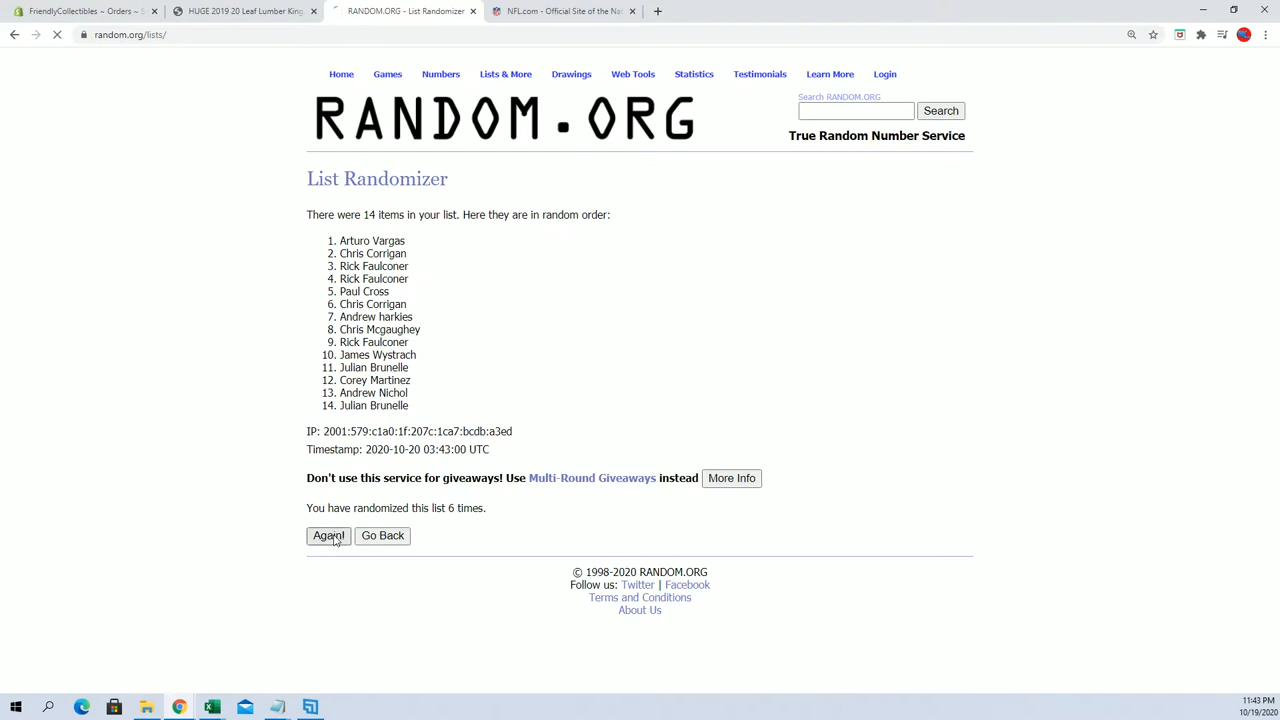 FriendlyCollectibles ~ Orders ~ S
HUGE 2019 20 Leaf Lumber King
RANDOM.ORG - List Randomizer
NFL.com - Official Site of the Nat
random.org/lists/
Home Games Numbers Lists & More Drawings Web Tools Statistics Testimonials Learn More Login
RANDOM.ORG
Search RANDOM.ORG
Search
True Random Number Service
List Randomizer
There were 14 items in your list. Here they are in random order:
1. Arturo Vargas
2. Chris Corrigan
3. Rick Faulconer
4. Rick Faulconer
5. Paul Cross
6. Chris Corrigan
7. Andrew harkies
8. Chris Mcgaughey
9. Rick Faulconer
10. James Wystrach
11. Julian Brunelle
12. Corey Martinez
13. Andrew Nichol
14. Julian Brunelle
IP: 2001:579:c1a0:1f:207c:1ca7:bcdb:a3ed
Timestamp: 2020-10-20 03:43:00 UTC
Don't use this service for giveaways! Use Multi-Round Giveaways instead More Info
You have randomized this list 6 times.
Again! Go Back
© 1998-2020 RANDOM.ORG
Follow us: Twitter | Facebook
Terms and Conditions
About Us
11:43 PM
10/19/2020